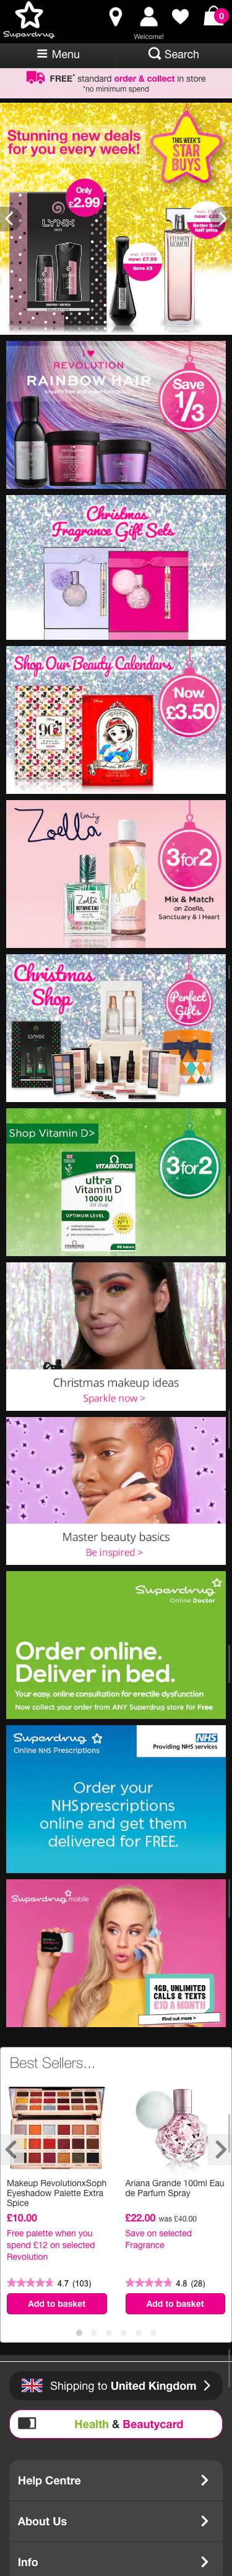 Superdrug
0
Welcome!
Menu
Search
FREE* standard order & collect in store
*no minimum spend
Stunning new deals
for you every week!
THIS WEEK'S
STAR
BUYS
Only
£2.99
LYNX
now: £7.99
Save £3
ETERNITY
MOMENT
Better than
half price
I ♥
REVOLUTION
RAINBOW HAIR
Save
1/3
Christmas
Fragrance Gift Sets
Shop Our Beauty Calendars
Now
£3.50
Zoella
beauty
3 for 2
Mix & Match
on Zoella,
Sanctuary & I Heart
Christmas
Shop
Perfect
Gifts
LYNX
Shop Vitamin D>
VITABIOTICS
ultra
Vitamin D
1000 IU
OPTIMUM LEVEL
3 for 2
Christmas makeup ideas
Sparkle now >
Master beauty basics
Be inspired >
Superdrug
Online Doctor
Order online.
Deliver in bed.
Your easy, online consultation for erectile dysfunction
Now collect your order from ANY Superdrug store for Free
Superdrug
Online NHS Prescriptions
NHS
Providing NHS services
Order your
NHS prescriptions
online and get them
delivered for FREE.
Superdrug mobile
4GB, UNLIMITED
CALLS & TEXTS
£10 A MONTH
Find out more >
Best Sellers...
Makeup RevolutionxSoph
Eyeshadow Palette Extra
Spice
£10.00
Free palette when you
spend £12 on selected
Revolution
4.7 (103)
Add to basket
Ariana Grande 100ml Eau
de Parfum Spray
£22.00 was £40.00
Save on selected
Fragrance
4.8 (28)
Add to basket
Shipping to United Kingdom
Health & Beautycard
Help Centre
About Us
Info